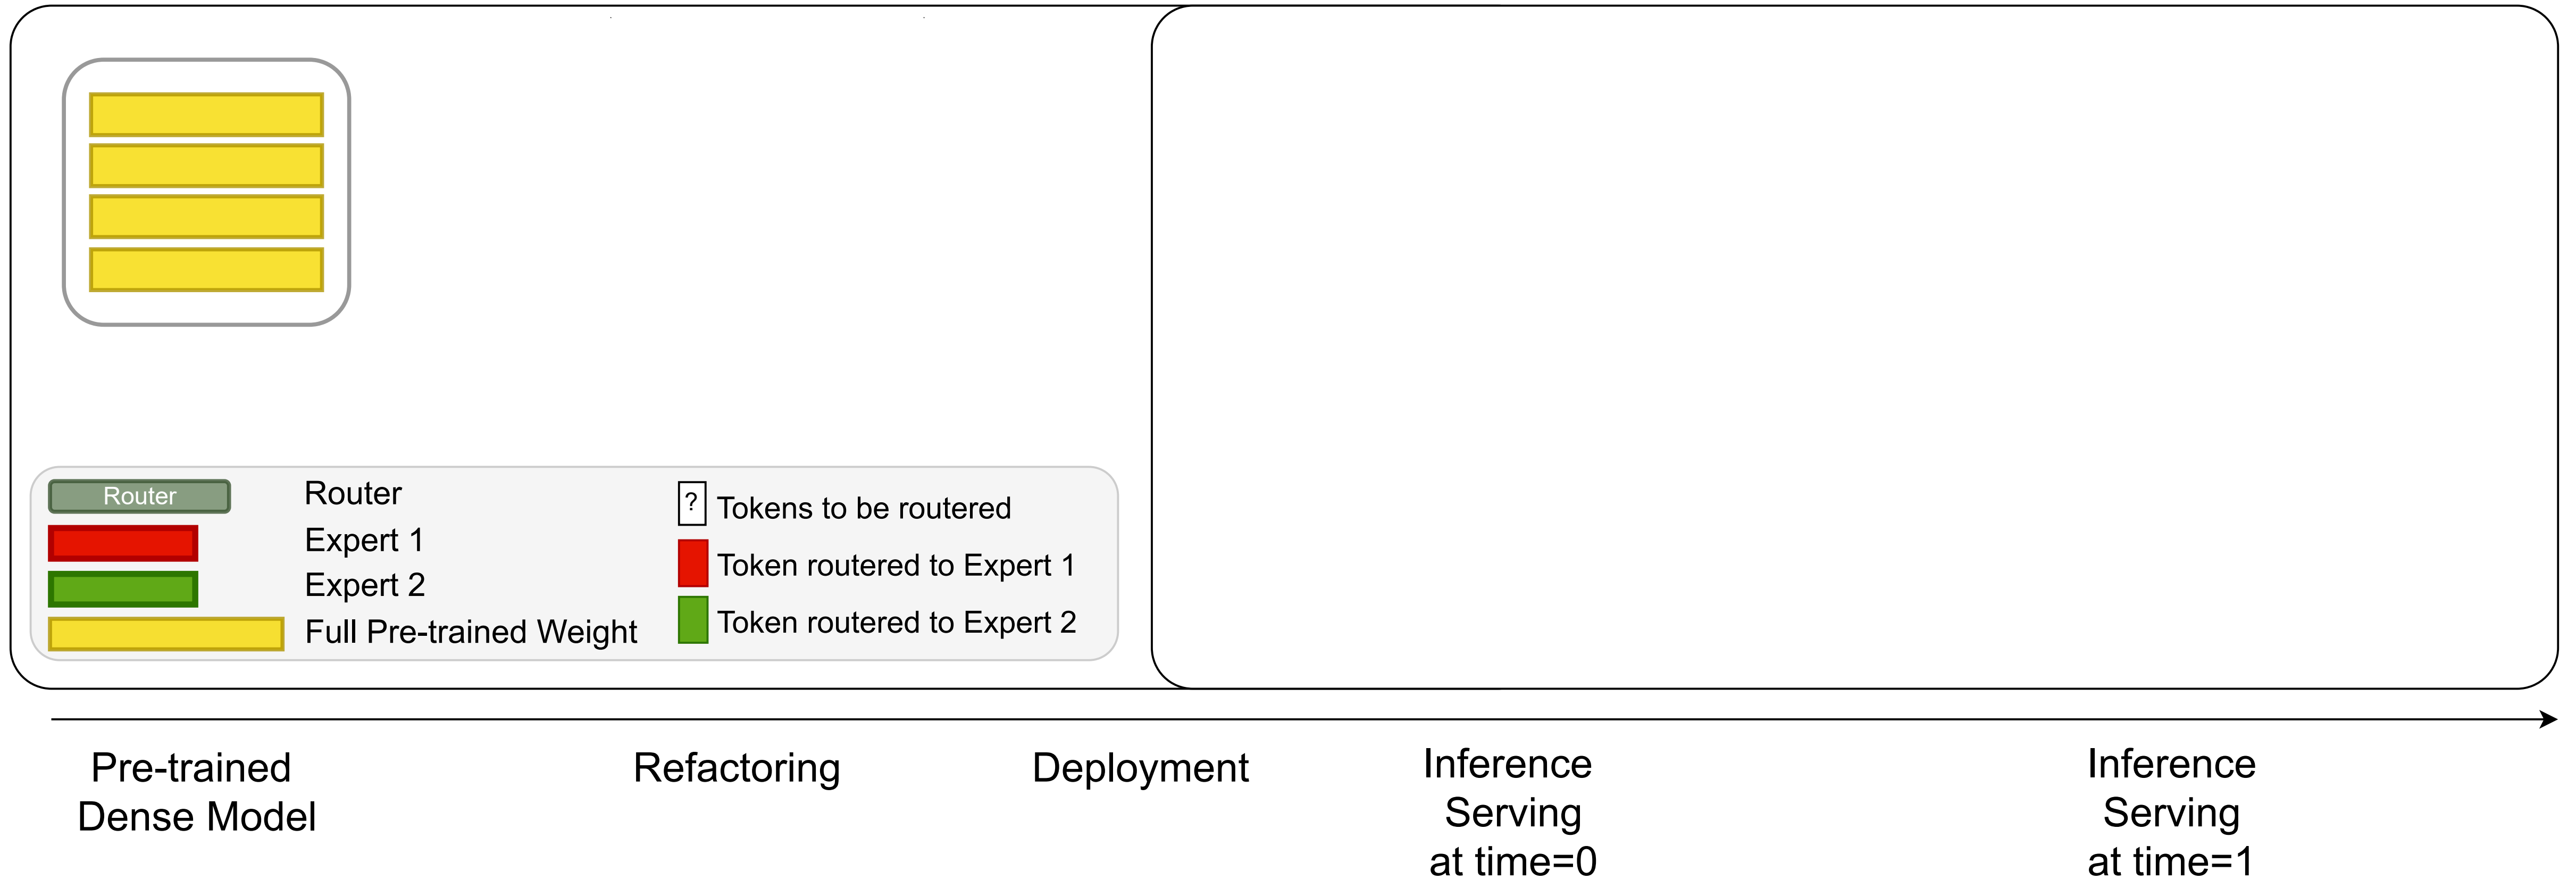 Router
Router
Expert 1
Expert 2
Full Pre-trained Weight
?
Tokens to be routered
Token routered to Expert 1
Token routered to Expert 2
Pre-trained
Dense Model
Refactoring
Deployment
Inference
Serving
at time=0
Inference
Serving
at time=1